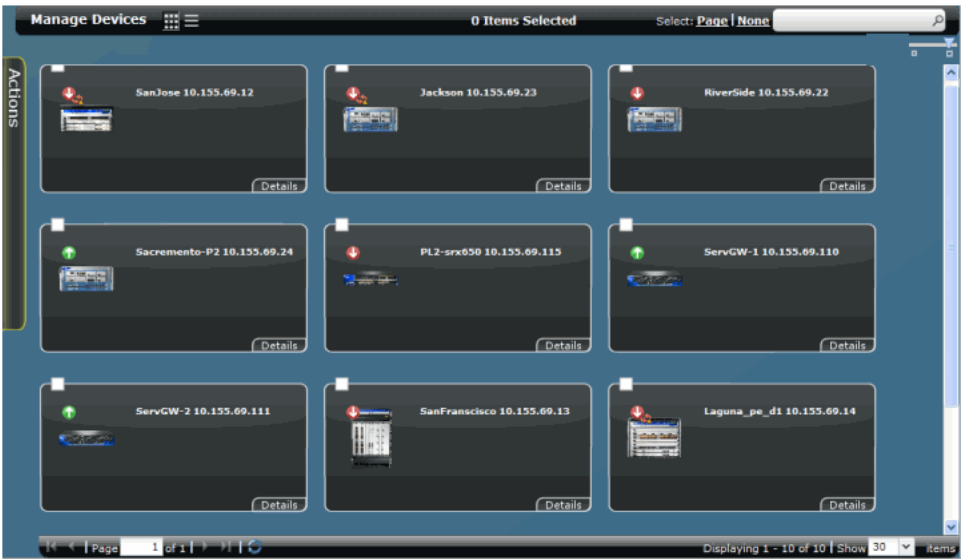 Manage Devices 0 Items Selected Select: Page | None
Actions
SanJose 10.155.69.12 Jackson 10.155.69.23 RiverSide 10.155.69.22
Details Details Details
Sacremento-P2 10.155.69.24 PL2-srx650 10.155.69.115 ServGW-1 10.155.69.110
Details Details Details
ServGW-2 10.155.69.111 SanFranscisco 10.155.69.13 Laguna_pe_d1 10.155.69.14
Details Details Details
Page 1 of 1 Displaying 1 - 10 of 10 | Show 30 items